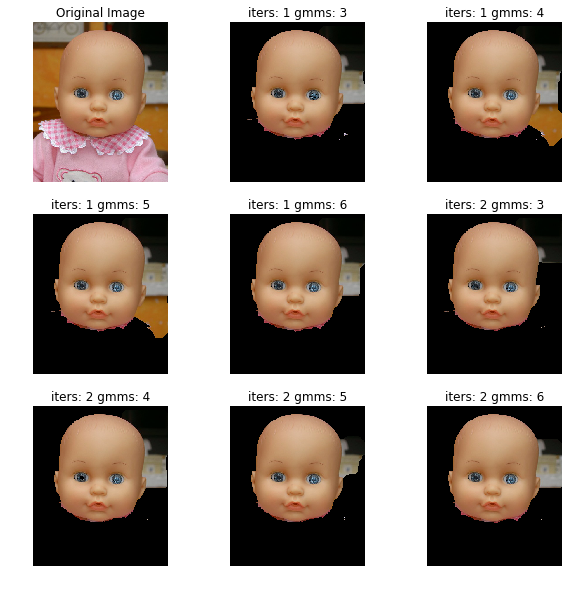 Original Image
iters: 1 gmms: 3
iters: 1 gmms: 4
iters: 1 gmms: 5
iters: 1 gmms: 6
iters: 2 gmms: 3
iters: 2 gmms: 4
iters: 2 gmms: 5
iters: 2 gmms: 6